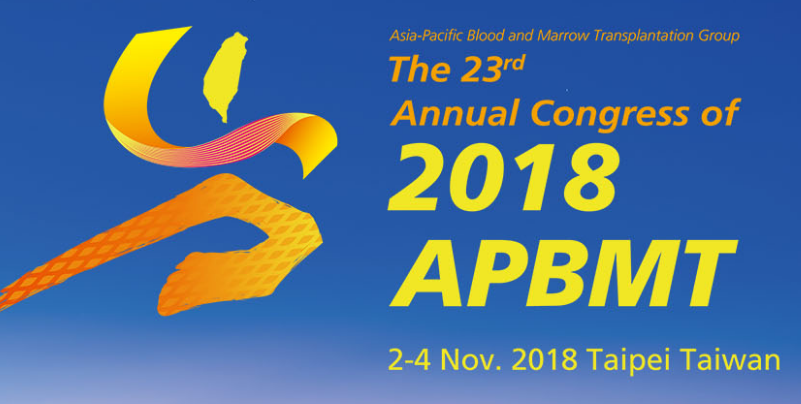 Asia-Pacific Blood and Marrow Transplantation Group
The 23rd
Annual Congress of
2018
APBMT
2-4 Nov. 2018 Taipei Taiwan